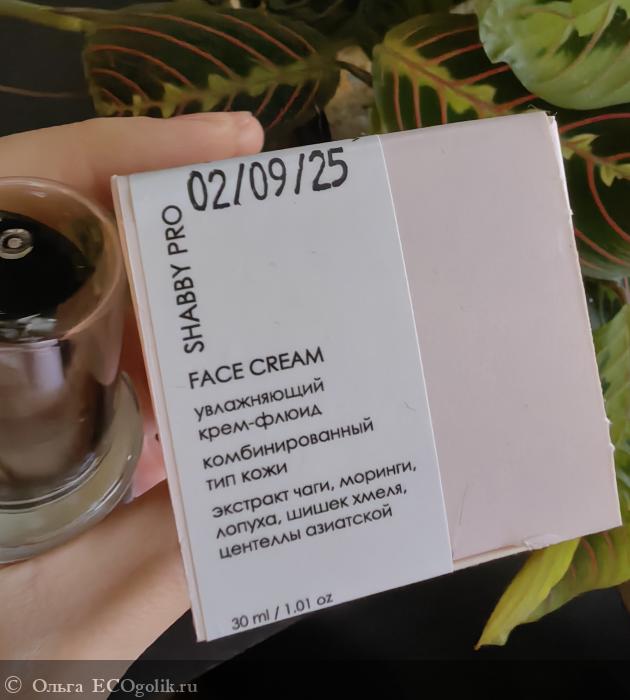 02/09/25
SHABBY PRO
FACE CREAM
увлажняющий
крем-флюид
комбинированный
тип кожи
экстракт чаги, моринги,
лопуха, шишек хмеля,
центеллы азиатской
30 ml / 1.01 oz
© Ольга ECOgolik.ru